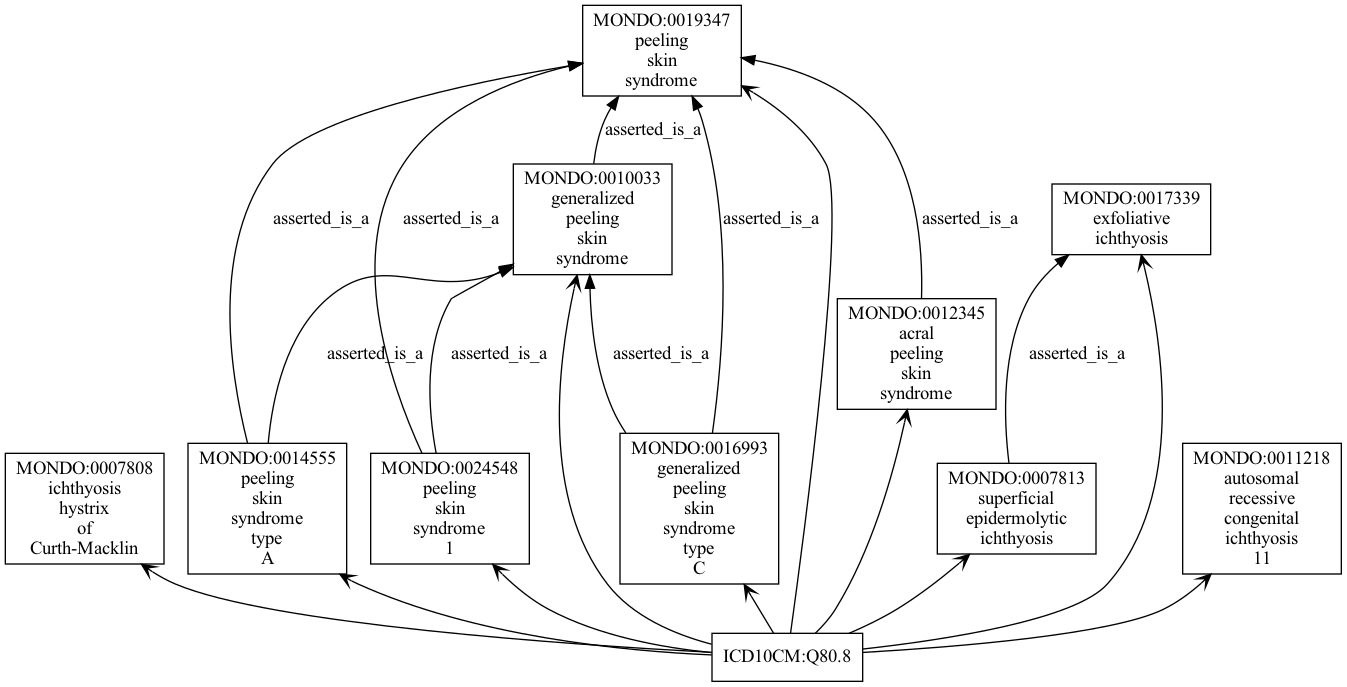 MONDO:0019347
peeling
skin
syndrome
asserted_is_a
MONDO:0010033
generalized
peeling
skin
syndrome
MONDO:0017339
exfoliative
ichthyosis
asserted_is_a
asserted_is_a
asserted_is_a
asserted_is_a
MONDO:0012345
acral
peeling
skin
syndrome
asserted_is_a
asserted_is_a
asserted_is_a
asserted_is_a
MONDO:0007808
ichthyosis
hystrix
of
Curth-Macklin
MONDO:0014555
peeling
skin
syndrome
type
A
MONDO:0024548
peeling
skin
syndrome
1
MONDO:0016993
generalized
peeling
skin
syndrome
type
C
MONDO:0007813
superficial
epidermolytic
ichthyosis
MONDO:0011218
autosomal
recessive
congenital
ichthyosis
11
ICD10CM:Q80.8